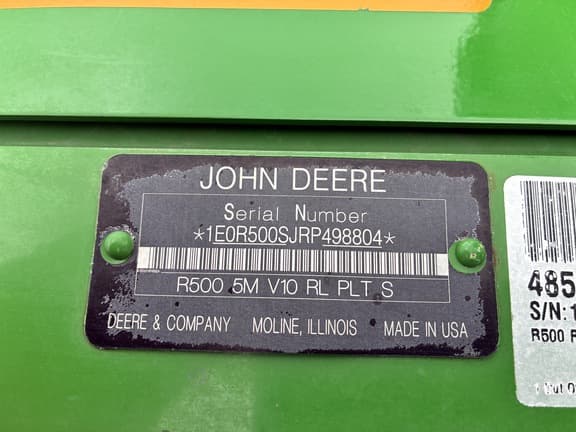 JOHN DEERE
Serial Number
*1E0R500SJRP498804*
R500 5M V10 RL PLT S
DEERE & COMPANY MOLINE, ILLINOIS MADE IN USA
485
S/N: 1
R500